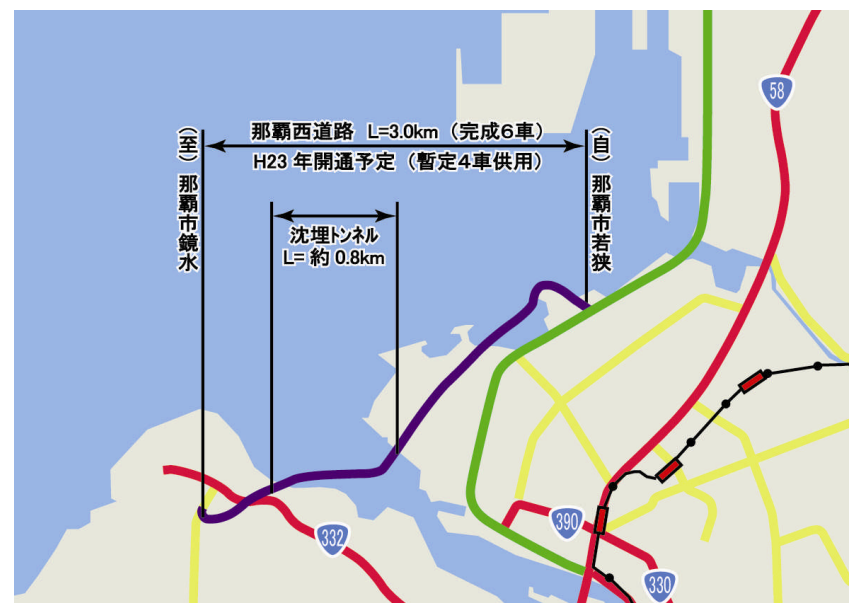 那覇西道路 L=3.0km （完成６車）
H23 年開通予定 （暫定４車供用）
（至）那覇市鏡水
（自）那覇市若狭
沈埋トンネル
L= 約 0.8km
58
332
390
330